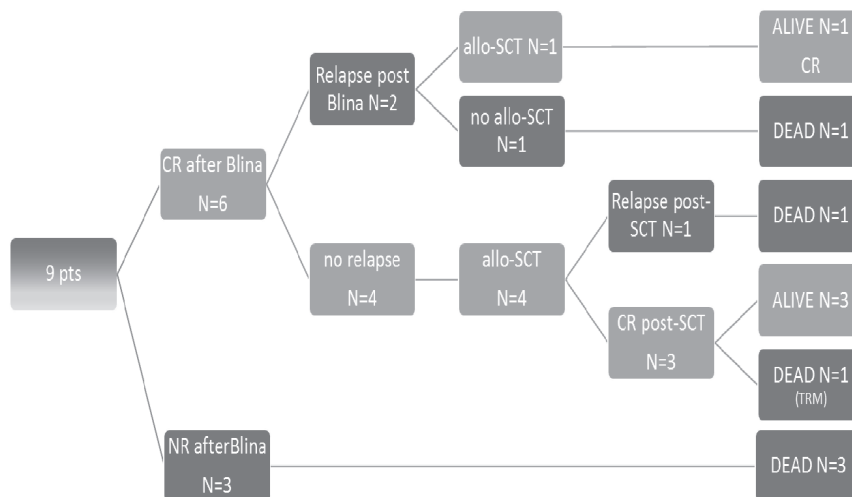 9 pts
CR after Blina
N=6
NR afterBlina
N=3
Relapse post
Blina N=2
no relapse
N=4
allo-SCT N=1
no allo-SCT
N=1
allo-SCT
N=4
Relapse post-
SCT N=1
CR post-SCT
N=3
ALIVE N=1
CR
DEAD N=1
DEAD N=1
ALIVE N=3
DEAD N=1
(TRM)
DEAD N=3